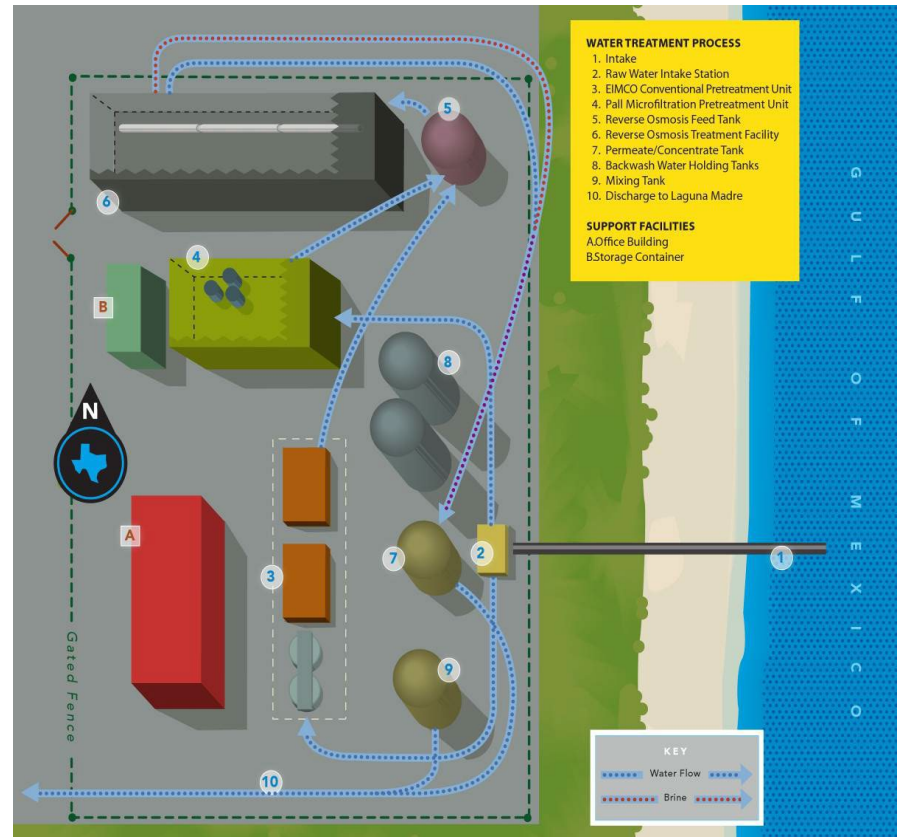 WATER TREATMENT PROCESS
1. Intake
2. Raw Water Intake Station
3. EIMCO Conventional Pretreatment Unit
4. Pall Microfiltration Pretreatment Unit
5. Reverse Osmosis Feed Tank
6. Reverse Osmosis Treatment Facility
7. Permeate/Concentrate Tank
8. Backwash Water Holding Tanks
9. Mixing Tank
10. Discharge to Laguna Madre
SUPPORT FACILITIES
A.Office Building
B.Storage Container
5
6
4
B
8
N
A
2
7
1
3
9
10
Gated Fence
GULF OF MEXICO
KEY
Water Flow
Brine